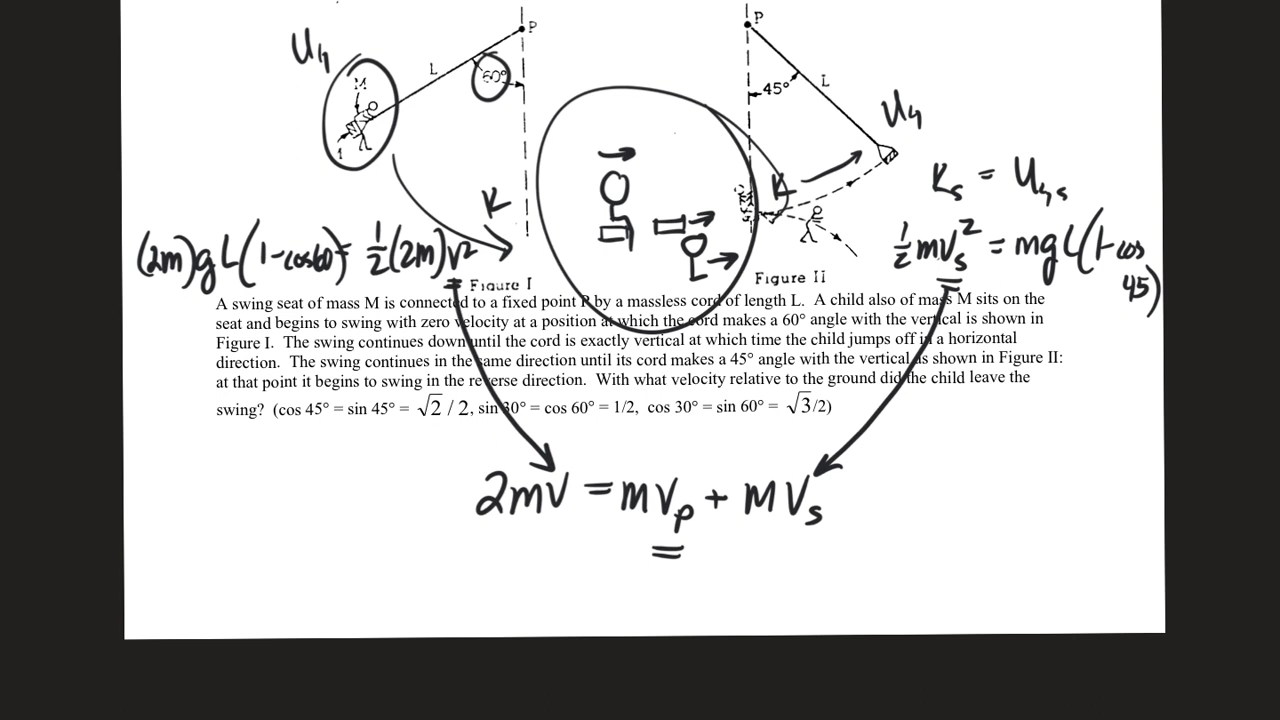 P
P
U₄
L
60°
M
1
45°
L
U₄
K
K
Kₛ = U₄ₛ
(2m)gL(1-cos60) = ½(2m)v²
½mvₛ² = mgL(1-cos 45)
Figure I
Figure II
A swing seat of mass M is connected to a fixed point P by a massless cord of length L. A child also of mass M sits on the
seat and begins to swing with zero velocity at a position at which the cord makes a 60° angle with the vertical is shown in
Figure I. The swing continues down until the cord is exactly vertical at which time the child jumps off in a horizontal
direction. The swing continues in the same direction until its cord makes a 45° angle with the vertical as shown in Figure II:
at that point it begins to swing in the reverse direction. With what velocity relative to the ground did the child leave the
swing? (cos 45° = sin 45° = √2 / 2, sin 30° = cos 60° = 1/2, cos 30° = sin 60° = √3/2)
2mv = mvₚ + mvₛ